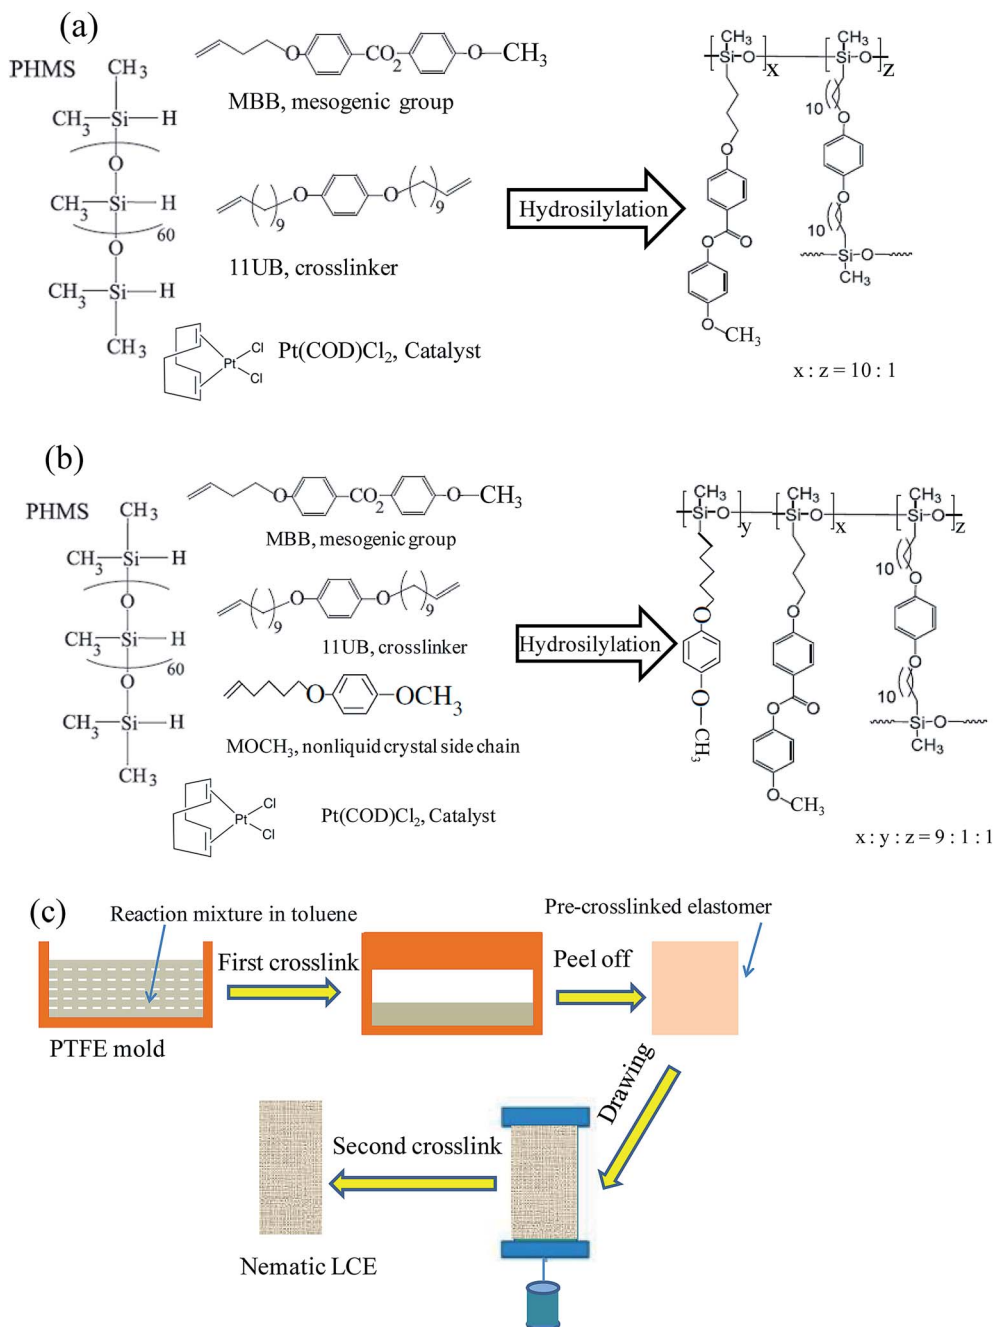 (a)
PHMS
CH3
CH3 Si H
O
CH3 Si H
60
O
CH3 Si H
CH3
O CO2 O CH3
MBB, mesogenic group
9 O O 9
11UB, crosslinker
Pt Cl Cl
Pt(COD)Cl2, Catalyst
Hydrosilylation
CH3 CH3
Si O x Si O z
10
O O
O 10
O O Si O
CH3
O CH3
x : z = 10 : 1
(b)
PHMS
CH3
CH3 Si H
O
CH3 Si H
60
O
CH3 Si H
CH3
O CO2 O CH3
MBB, mesogenic group
9 O O 9
11UB, crosslinker
O OCH3
MOCH3, nonliquid crystal side chain
Pt Cl Cl
Pt(COD)Cl2, Catalyst
Hydrosilylation
CH3 CH3 CH3
Si O y Si O x Si O z
10
O O O
O
O 10
O O Si O
CH3 CH3
O CH3
x : y : z = 9 : 1 : 1
(c)
Reaction mixture in toluene
Pre-crosslinked elastomer
First crosslink
Peel off
PTFE mold
Drawing
Second crosslink
Nematic LCE